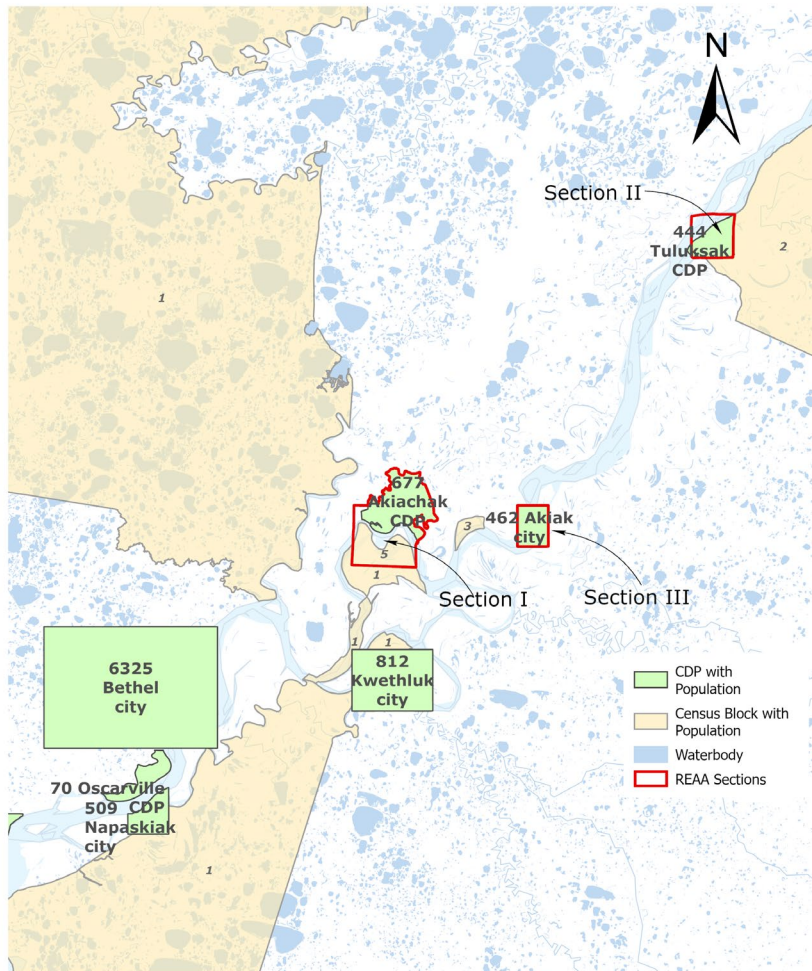 N
Section II
444
Tuluksak
CDP
2
1
677
Akiachak
CDP
3
462 Akiak
city
5
1
Section I
Section III
1
1
812
Kwethluk
city
6325
Bethel
city
CDP with
Population
Census Block with
Population
Waterbody
REAA Sections
70 Oscarville
CDP
509
Napaskiak
city
1